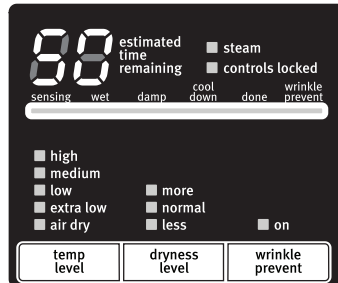 50
estimated
time
remaining
steam
controls locked
sensing wet damp cool down done wrinkle prevent
high
medium
low
extra low
air dry
more
normal
less
on
temp
level
dryness
level
wrinkle
prevent